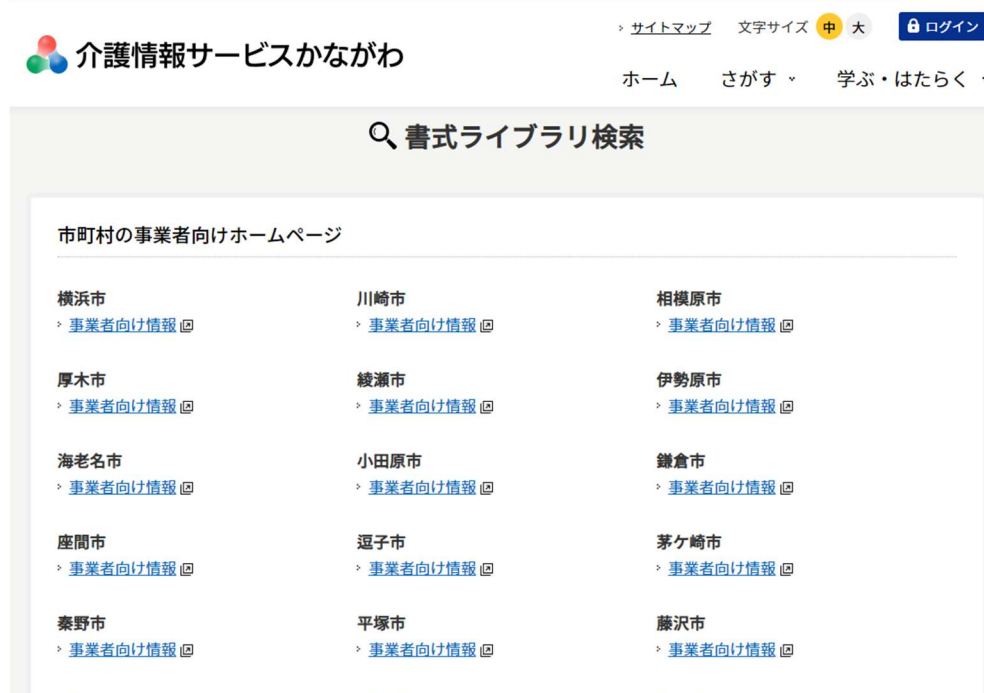 サイトマップ 文字サイズ 中 大 ログイン
介護情報サービスかながわ
ホーム さがす 学ぶ・はたらく
書式ライブラリ検索
市町村の事業者向けホームページ
横浜市 川崎市 相模原市
事業者向け情報 事業者向け情報 事業者向け情報
厚木市 綾瀬市 伊勢原市
事業者向け情報 事業者向け情報 事業者向け情報
海老名市 小田原市 鎌倉市
事業者向け情報 事業者向け情報 事業者向け情報
座間市 逗子市 茅ケ崎市
事業者向け情報 事業者向け情報 事業者向け情報
秦野市 平塚市 藤沢市
事業者向け情報 事業者向け情報 事業者向け情報